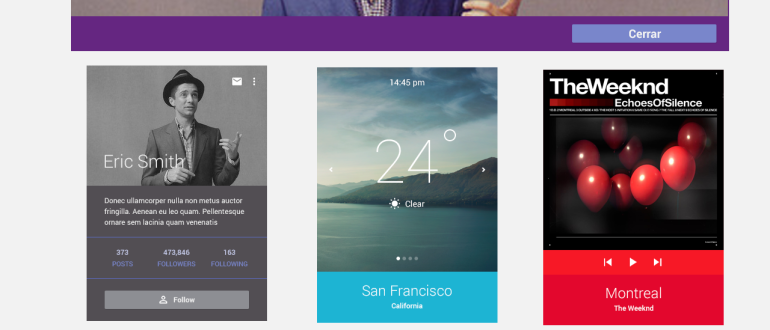 Cerrar
Eric Smith
Donec ullamcorper nulla non metus auctor
fringilla. Aenean eu leo quam. Pellentesque
ornare sem lacinia quam venenatis
373
473,846
163
POSTS
FOLLOWERS
FOLLOWING
Follow
14:45 pm
24°
Clear
San Francisco
California
TheWeeknd
EchoesOfSilence
Montreal
The Weeknd